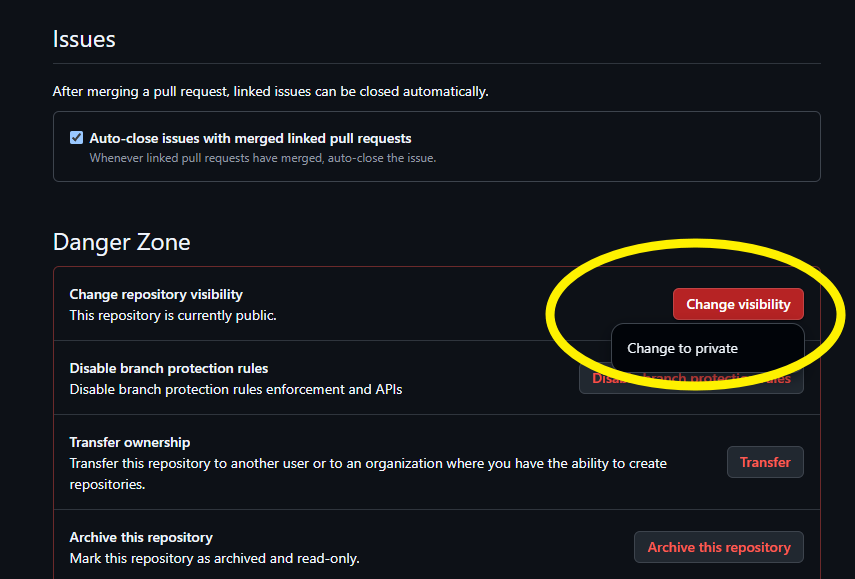 Issues
After merging a pull request, linked issues can be closed automatically.
Auto-close issues with merged linked pull requests
Whenever linked pull requests have merged, auto-close the issue.
Danger Zone
Change repository visibility
This repository is currently public.
Change visibility
Change to private
Disable branch protection rules
Disable branch protection rules enforcement and APIs
Disable branch protection rules
Transfer ownership
Transfer this repository to another user or to an organization where you have the ability to create
repositories.
Transfer
Archive this repository
Mark this repository as archived and read-only.
Archive this repository